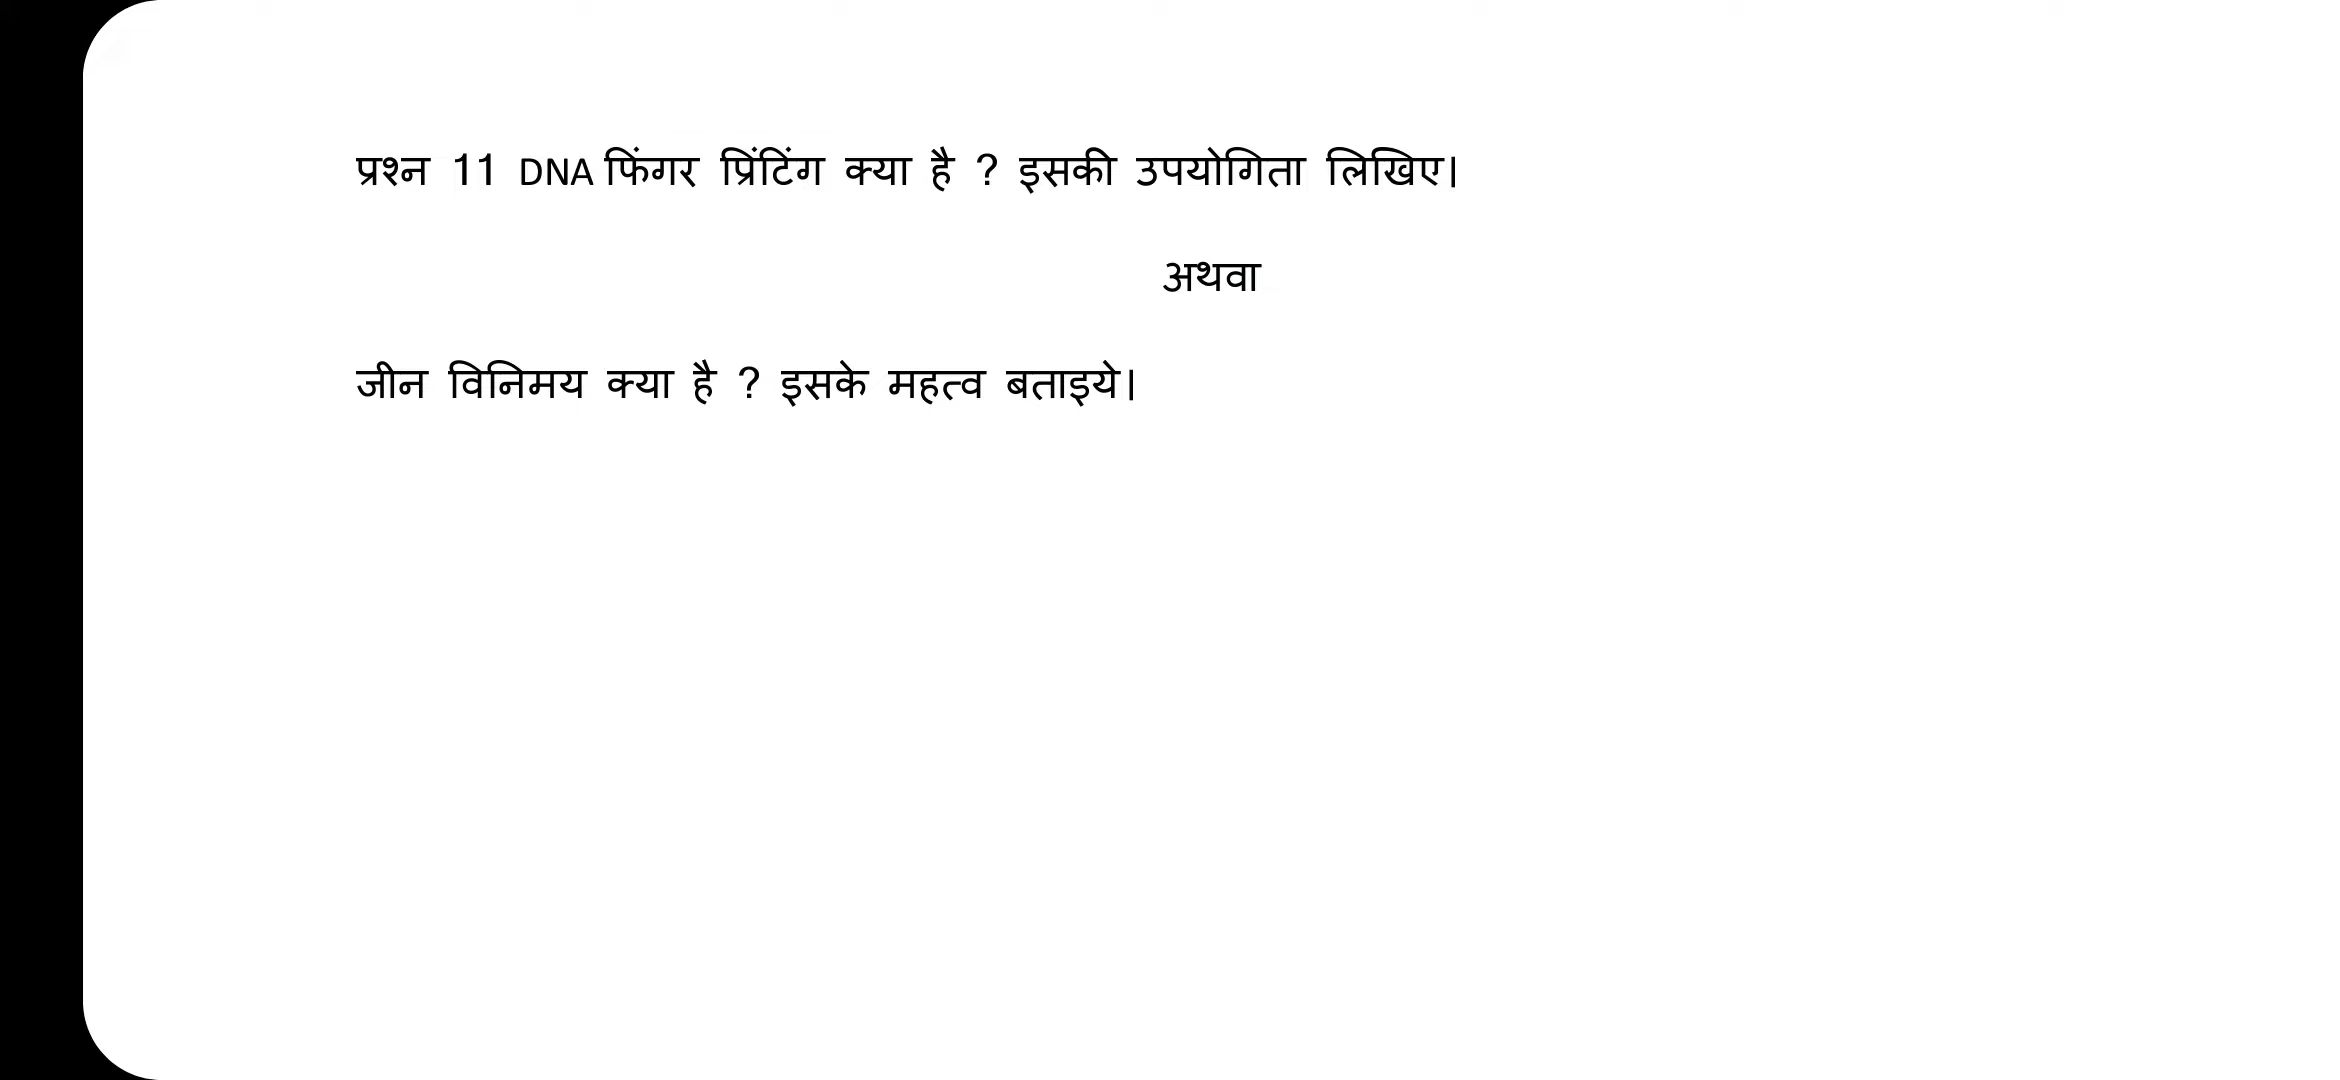 प्रश्न 11 DNA फिंगर प्रिंटिंग क्या है ? इसकी उपयोगिता लिखिए।
अथवा
जीन विनिमय क्या है ? इसके महत्व बताइये।